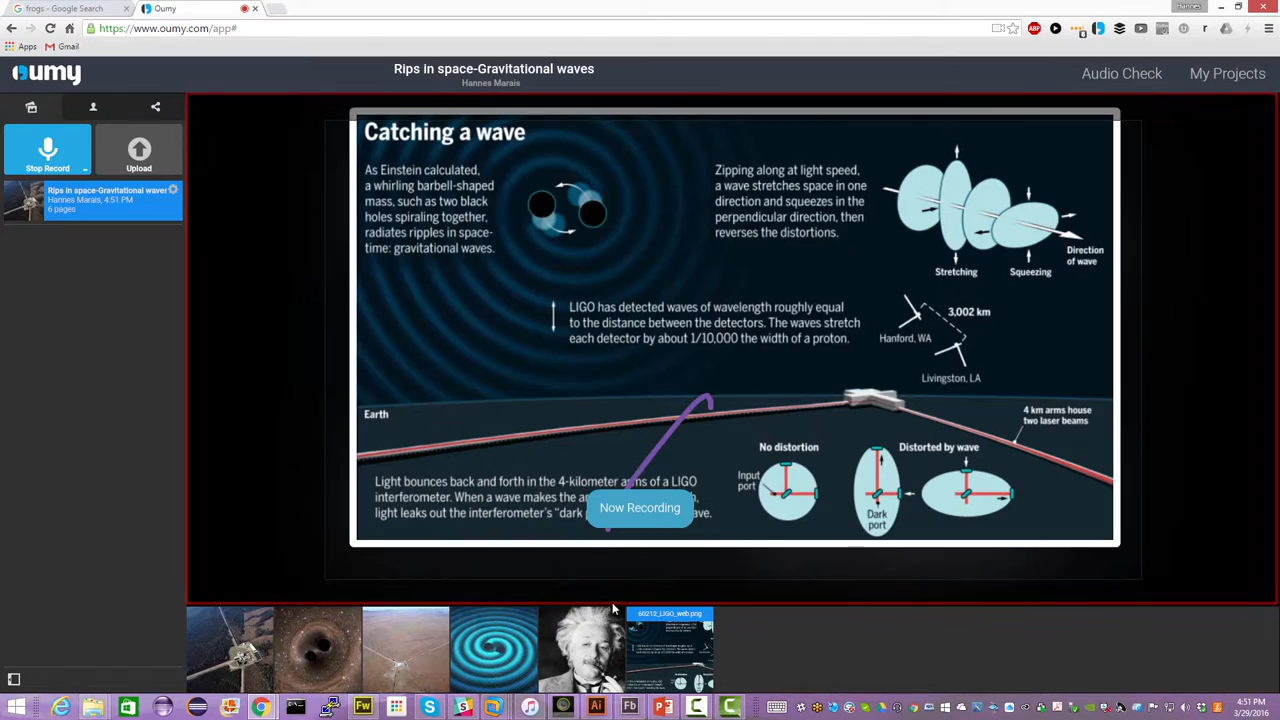 frogs - Google Search
Oumy
Hannes
https://www.oumy.com/app#
Apps
Gmail
oumy
Rips in space-Gravitational waves
Hannes Marais
Audio Check
My Projects
Stop Record
Upload
Rips in space-Gravitational waves
Hannes Marais, 4:51 PM
6 pages
Catching a wave
As Einstein calculated,
a whirling barbell-shaped
mass, such as two black
holes spiraling together,
radiates ripples in space-
time: gravitational waves.
Zipping along at light speed,
a wave stretches space in one
direction and squeezes in the
perpendicular direction, then
reverses the distortions.
Direction
of wave
Stretching
Squeezing
LIGO has detected waves of wavelength roughly equal
to the distance between the detectors. The waves stretch
each detector by about 1/10,000 the width of a proton.
3,002 km
Hanford, WA
Livingston, LA
Earth
4 km arms house
two laser beams
No distortion
Distorted by wave
Input
port
Dark
port
Light bounces back and forth in the 4-kilometer arms of a LIGO
interferometer. When a wave makes the
light leaks out the interferometer's "dark
Now Recording
60212_LIGO_web.png
4:51 PM
3/29/2016